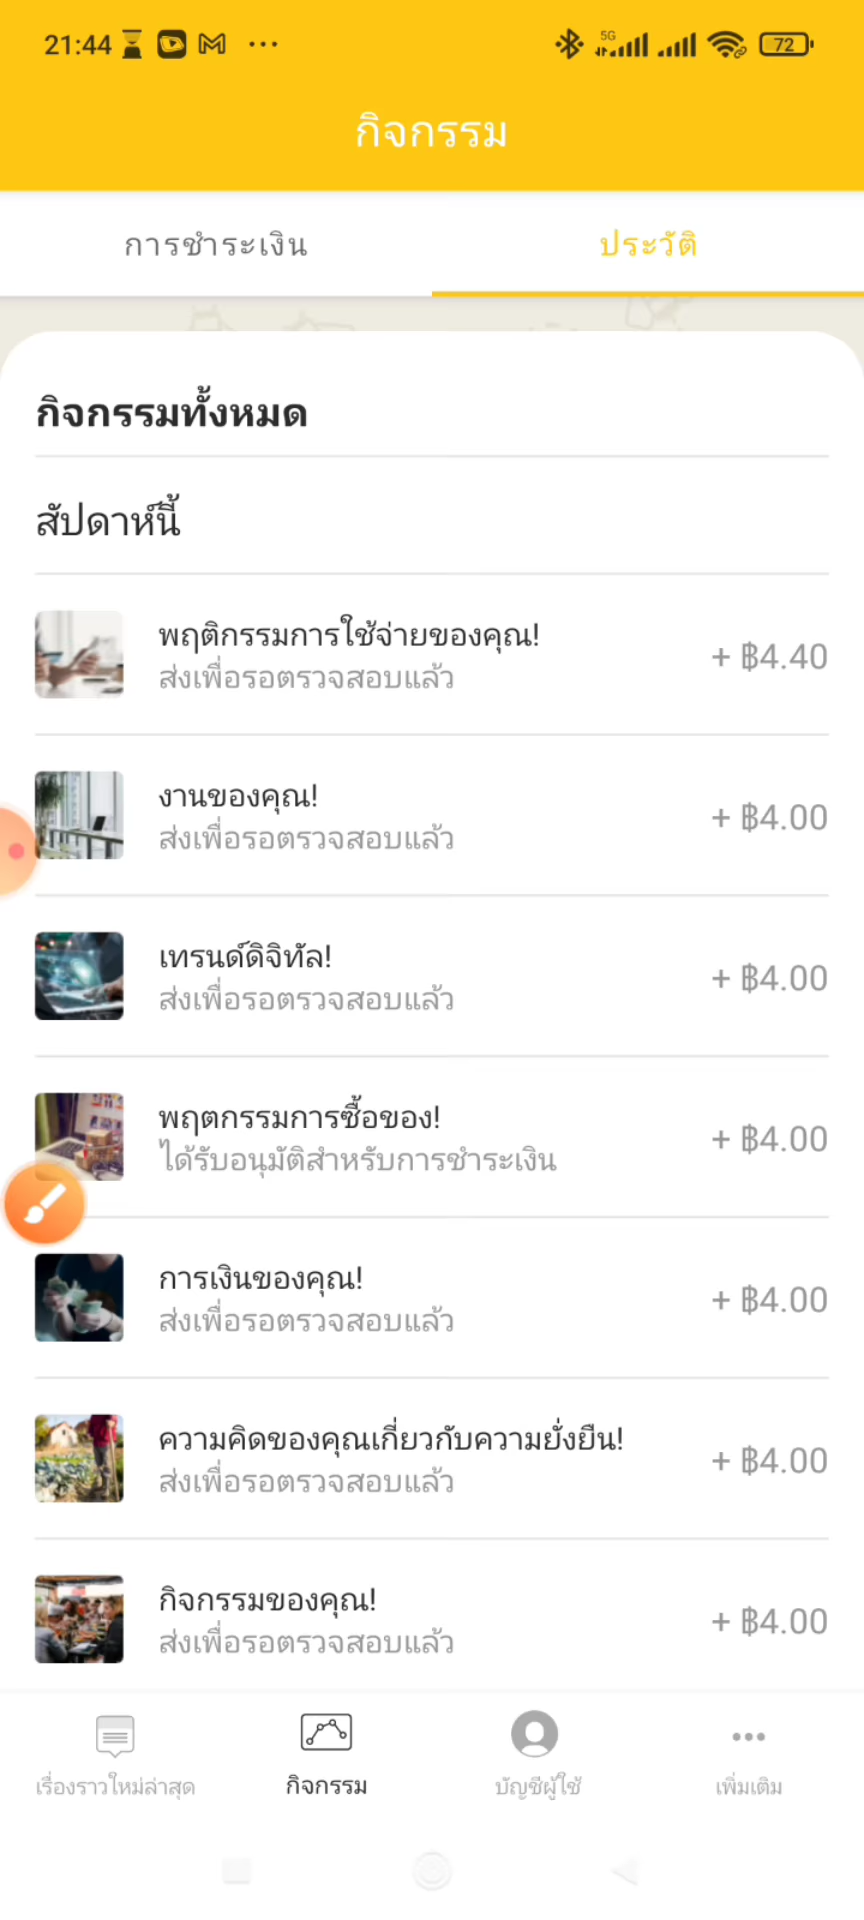 21:44
5G
72
กิจกรรม
การชำระเงิน
ประวัติ
กิจกรรมทั้งหมด
สัปดาห์นี้
พฤติกรรมการใช้จ่ายของคุณ!
ส่งเพื่อรอตรวจสอบแล้ว
+ ฿4.40
งานของคุณ!
ส่งเพื่อรอตรวจสอบแล้ว
+ ฿4.00
เทรนด์ดิจิทัล!
ส่งเพื่อรอตรวจสอบแล้ว
+ ฿4.00
พฤตกรรมการซื้อของ!
ได้รับอนุมัติสำหรับการชำระเงิน
+ ฿4.00
การเงินของคุณ!
ส่งเพื่อรอตรวจสอบแล้ว
+ ฿4.00
ความคิดของคุณเกี่ยวกับความยั่งยืน!
ส่งเพื่อรอตรวจสอบแล้ว
+ ฿4.00
กิจกรรมของคุณ!
ส่งเพื่อรอตรวจสอบแล้ว
+ ฿4.00
เรื่องราวใหม่ล่าสุด
กิจกรรม
บัญชีผู้ใช้
เพิ่มเติม